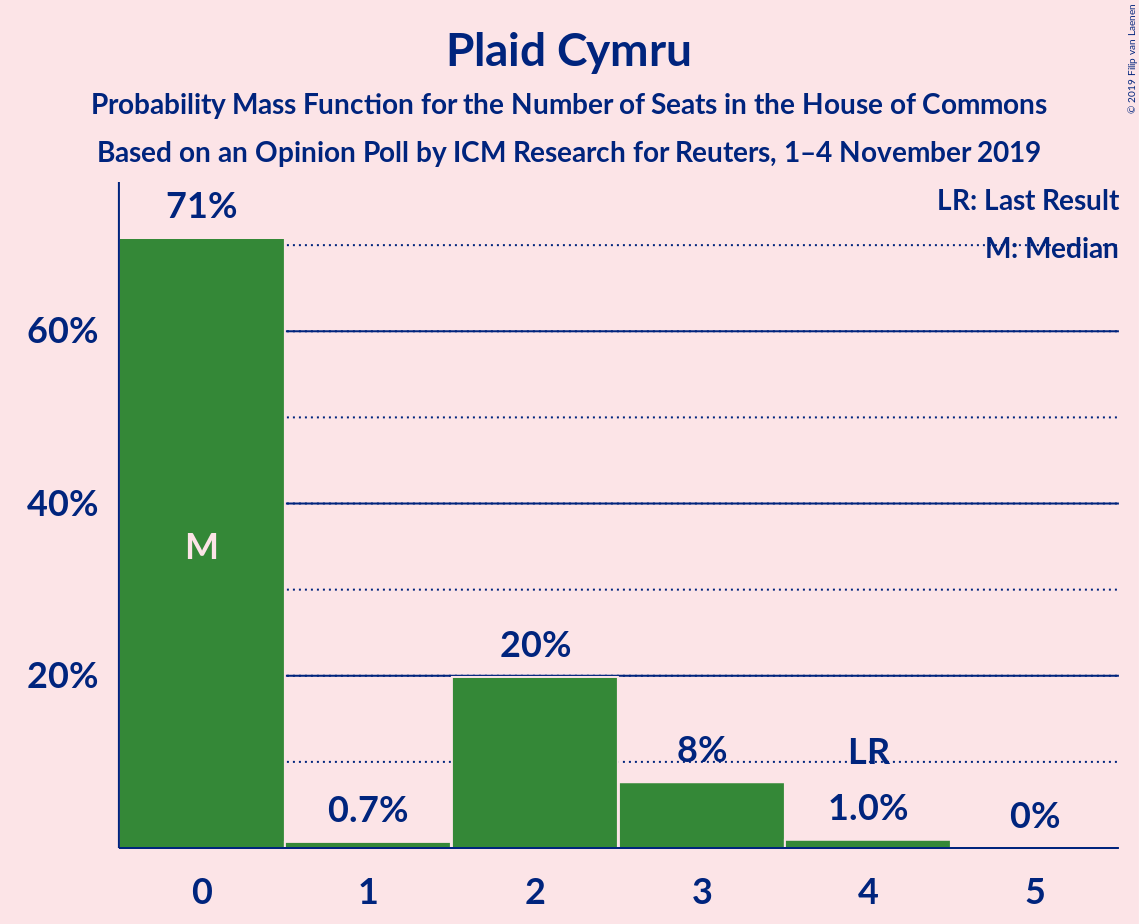 Plaid Cymru
Probability Mass Function for the Number of Seats in the House of Commons
Based on an Opinion Poll by ICM Research for Reuters, 1–4 November 2019
© 2019 Filip van Laenen
LR: Last Result
M: Median
71%
60%
40%
20%
M
20%
8%
LR
0.7%
1.0%
0%
0 1 2 3 4 5